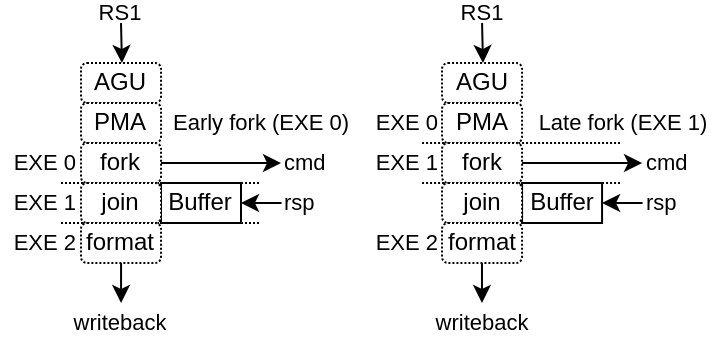 RS1
AGU
PMA
Early fork (EXE 0)
EXE 0
fork
cmd
EXE 1
join
Buffer
rsp
EXE 2
format
writeback
RS1
AGU
EXE 0
PMA
Late fork (EXE 1)
EXE 1
fork
cmd
join
Buffer
rsp
EXE 2
format
writeback